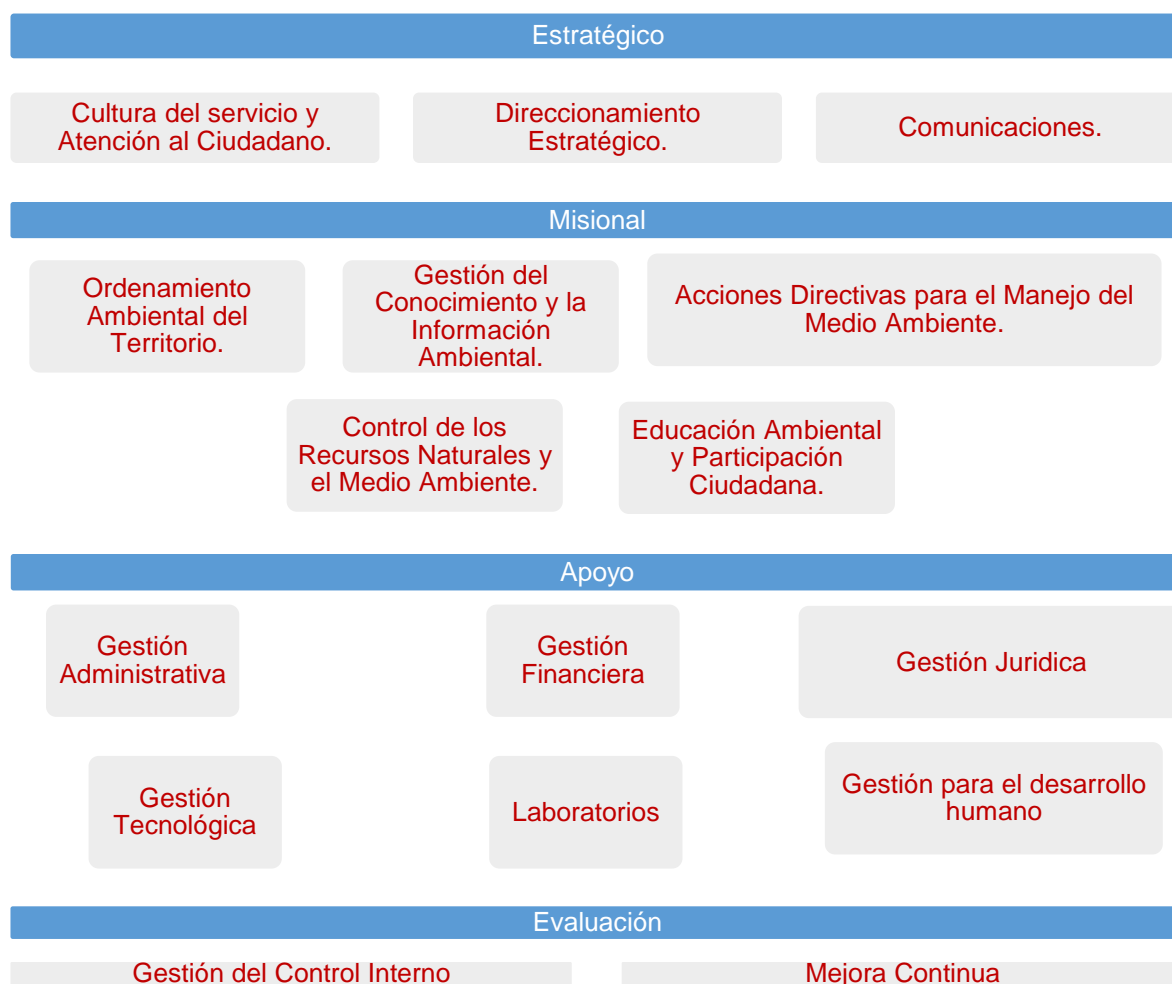 Estratégico
Cultura del servicio y
Atención al Ciudadano.
Direccionamiento
Estratégico.
Comunicaciones.
Misional
Ordenamiento
Ambiental del
Territorio.
Gestión del
Conocimiento y la
Información
Ambiental.
Acciones Directivas para el Manejo del
Medio Ambiente.
Control de los
Recursos Naturales y
el Medio Ambiente.
Educación Ambiental
y Participación
Ciudadana.
Apoyo
Gestión
Administrativa
Gestión
Financiera
Gestión Juridica
Gestión
Tecnológica
Laboratorios
Gestión para el desarrollo
humano
Evaluación
Gestión del Control Interno
Mejora Continua